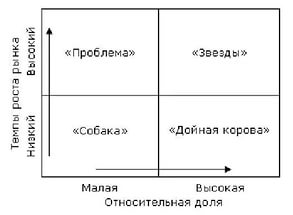 Темпы роста рынка
Высокий
Низкий
«Проблема»
«Звезды»
«Собака»
«Дойная корова»
Малая
Высокая
Относительная доля